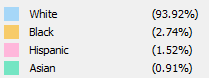 White (93.92%)
Black (2.74%)
Hispanic (1.52%)
Asian (0.91%)